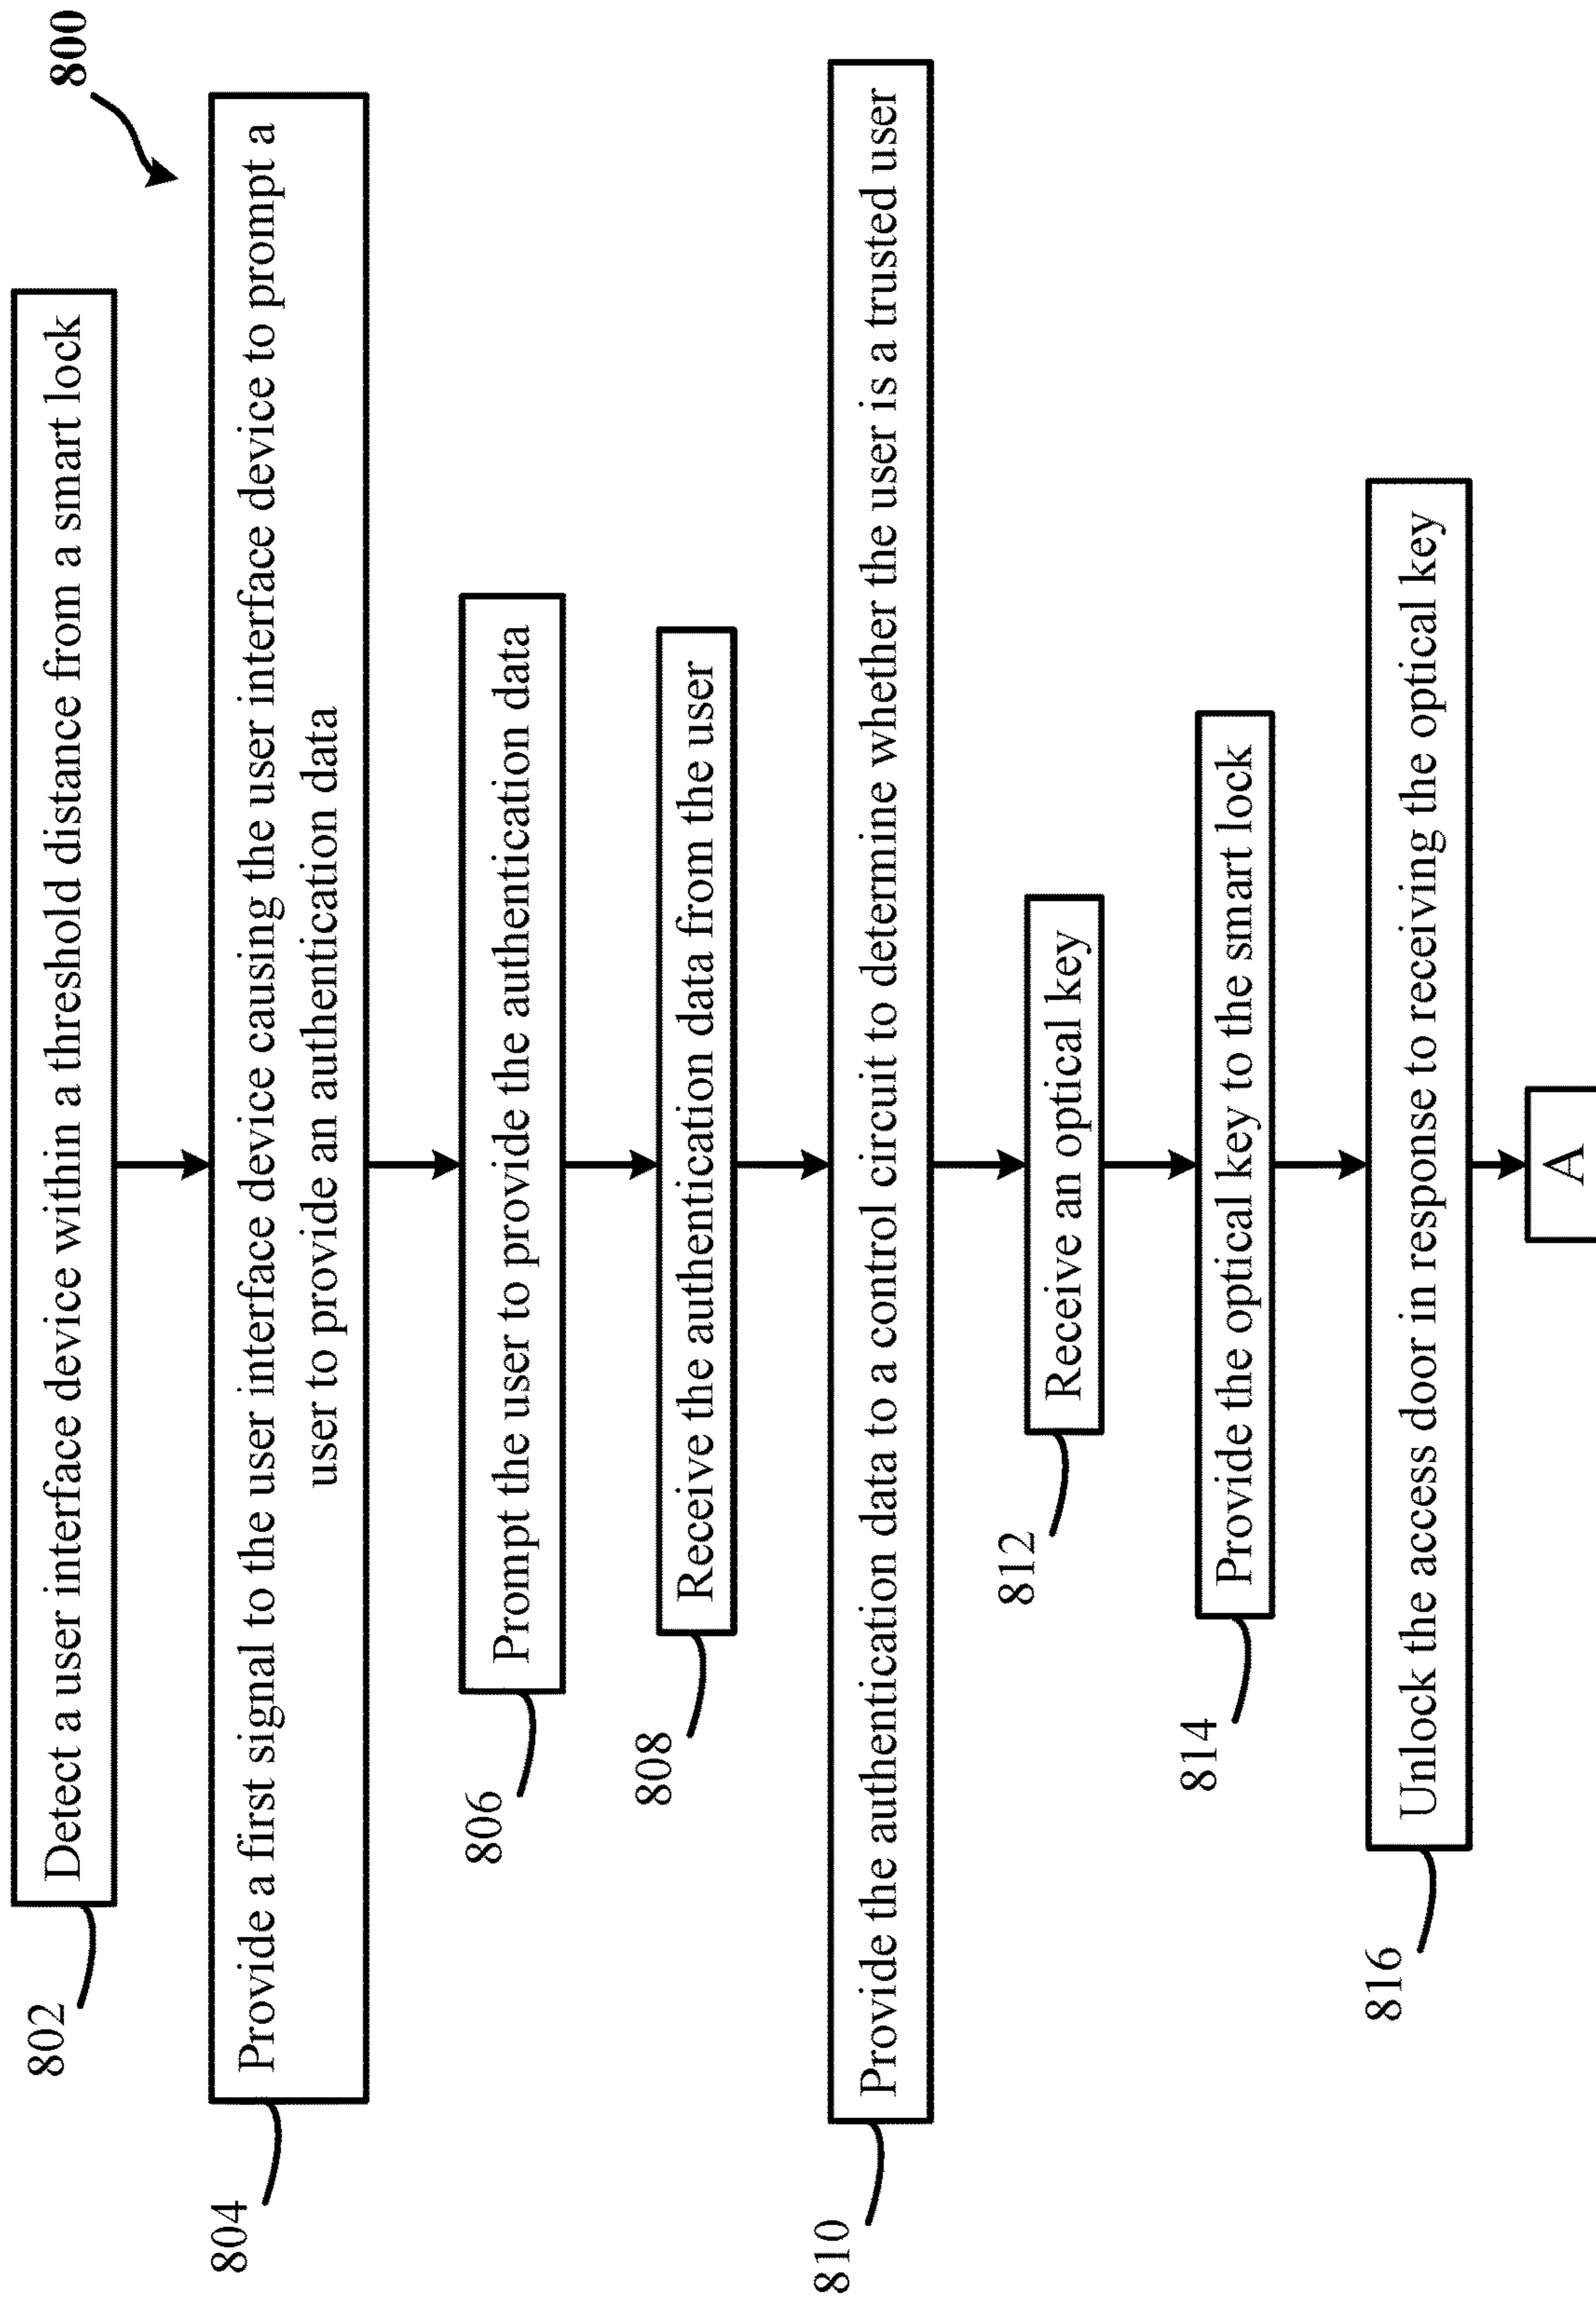 800
802
Detect a user interface device within a threshold distance from a smart lock
804
Provide a first signal to the user interface device causing the user interface device to prompt a
user to provide an authentication data
806
Prompt the user to provide the authentication data
808
Receive the authentication data from the user
810
Provide the authentication data to a control circuit to determine whether the user is a trusted user
812
Receive an optical key
814
Provide the optical key to the smart lock
816
Unlock the access door in response to receiving the optical key
A